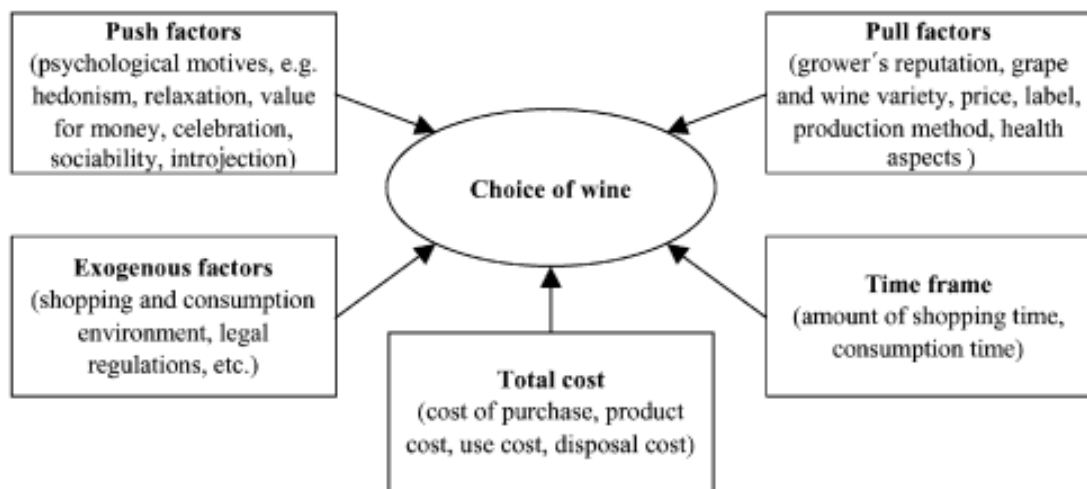 Push factors
(psychological motives, e.g.
hedonism, relaxation, value
for money, celebration,
sociability, introjection)
Pull factors
(grower´s reputation, grape
and wine variety, price, label,
production method, health
aspects )
Choice of wine
Exogenous factors
(shopping and consumption
environment, legal
regulations, etc.)
Time frame
(amount of shopping time,
consumption time)
Total cost
(cost of purchase, product
cost, use cost, disposal cost)